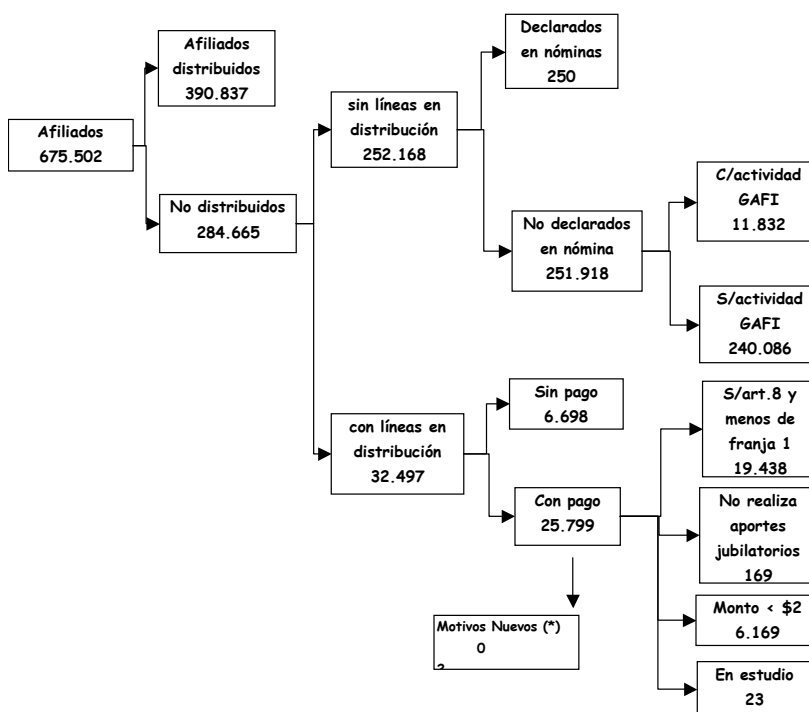 Afiliados
675.502
Afiliados
distribuidos
390.837
No distribuidos
284.665
sin líneas en
distribución
252.168
con líneas en
distribución
32.497
Declarados
en nóminas
250
No declarados
en nómina
251.918
Sin pago
6.698
Con pago
25.799
Motivos Nuevos (*)
0
C/actividad
GAFI
11.832
S/actividad
GAFI
240.086
S/art.8 y
menos de
franja 1
19.438
No realiza
aportes
jubilatorios
169
Monto < $2
6.169
En estudio
23